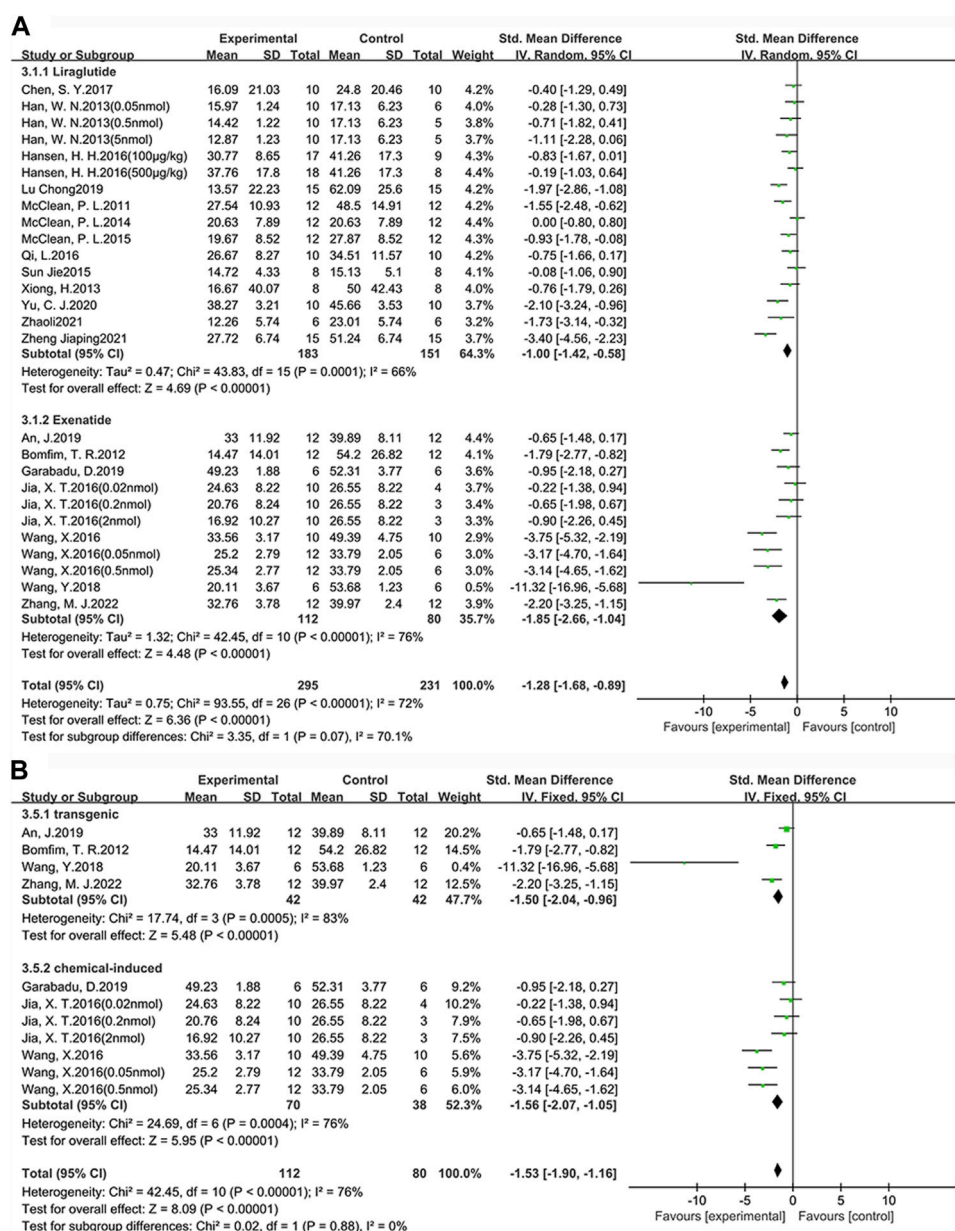 A
Experimental Control Std. Mean Difference Std. Mean Difference
Study or Subgroup Mean SD Total Mean SD Total Weight IV, Random, 95% CI IV, Random, 95% CI
3.1.1 Liraglutide
Chen, S. Y.2017 16.09 21.03 10 24.8 20.46 10 4.2% -0.40 [-1.29, 0.49]
Han, W. N.2013(0.05nmol) 15.97 1.24 10 17.13 6.23 6 4.0% -0.28 [-1.30, 0.73]
Han, W. N.2013(0.5nmol) 14.42 1.22 10 17.13 6.23 5 3.8% -0.71 [-1.82, 0.41]
Han, W. N.2013(5nmol) 12.87 1.23 10 17.13 6.23 5 3.7% -1.11 [-2.28, 0.06]
Hansen, H. H.2016(100μg/kg) 30.77 8.65 17 41.26 17.3 9 4.3% -0.83 [-1.67, 0.01]
Hansen, H. H.2016(500μg/kg) 37.76 17.8 18 41.26 17.3 8 4.3% -0.19 [-1.03, 0.64]
Lu Chong2019 13.57 22.23 15 62.09 25.6 15 4.2% -1.97 [-2.86, -1.08]
McClean, P. L.2011 27.54 10.93 12 48.5 14.91 12 4.2% -1.55 [-2.48, -0.62]
McClean, P. L.2014 20.63 7.89 12 20.63 7.89 12 4.4% 0.00 [-0.80, 0.80]
McClean, P. L.2015 19.67 8.52 12 27.87 8.52 12 4.3% -0.93 [-1.78, -0.08]
Qi, L.2016 26.67 8.27 10 34.51 11.57 10 4.2% -0.75 [-1.66, 0.17]
Sun Jie2015 14.72 4.33 8 15.13 5.1 8 4.1% -0.08 [-1.06, 0.90]
Xiong, H.2013 16.67 40.07 8 50 42.43 8 4.0% -0.76 [-1.79, 0.26]
Yu, C. J.2020 38.27 3.21 10 45.66 3.53 10 3.7% -2.10 [-3.24, -0.96]
Zhaoli2021 12.26 5.74 6 23.01 5.74 6 3.2% -1.73 [-3.14, -0.32]
Zheng Jiaping2021 27.72 6.74 15 51.24 6.74 15 3.7% -3.40 [-4.56, -2.23]
Subtotal (95% CI) 183 151 64.3% -1.00 [-1.42, -0.58]
Heterogeneity: Tau² = 0.47; Chi² = 43.83, df = 15 (P = 0.0001); I² = 66%
Test for overall effect: Z = 4.69 (P < 0.00001)
3.1.2 Exenatide
An, J.2019 33 11.92 12 39.89 8.11 12 4.4% -0.65 [-1.48, 0.17]
Bomfim, T. R.2012 14.47 14.01 12 54.2 26.82 12 4.1% -1.79 [-2.77, -0.82]
Garabadu, D.2019 49.23 1.88 6 52.31 3.77 6 3.6% -0.95 [-2.18, 0.27]
Jia, X. T.2016(0.02nmol) 24.63 8.22 10 26.55 8.22 4 3.7% -0.22 [-1.38, 0.94]
Jia, X. T.2016(0.2nmol) 20.76 8.24 10 26.55 8.22 3 3.4% -0.65 [-1.98, 0.67]
Jia, X. T.2016(2nmol) 16.92 10.27 10 26.55 8.22 3 3.3% -0.90 [-2.26, 0.45]
Wang, X.2016 33.56 3.17 10 49.39 4.75 10 2.9% -3.75 [-5.32, -2.19]
Wang, X.2016(0.05nmol) 25.2 2.79 12 33.79 2.05 6 3.0% -3.17 [-4.70, -1.64]
Wang, X.2016(0.5nmol) 25.34 2.77 12 33.79 2.05 6 3.0% -3.14 [-4.65, -1.62]
Wang, Y.2018 20.11 3.67 6 53.68 1.23 6 0.5% -11.32 [-16.96, -5.68]
Zhang, M. J.2022 32.76 3.78 12 39.97 2.4 12 3.9% -2.20 [-3.25, -1.15]
Subtotal (95% CI) 112 80 35.7% -1.85 [-2.66, -1.04]
Heterogeneity: Tau² = 1.32; Chi² = 42.45, df = 10 (P < 0.00001); I² = 76%
Test for overall effect: Z = 4.48 (P < 0.00001)
Total (95% CI) 295 231 100.0% -1.28 [-1.68, -0.89]
Heterogeneity: Tau² = 0.75; Chi² = 93.55, df = 26 (P < 0.00001); I² = 72%
Test for overall effect: Z = 6.36 (P < 0.00001)
Test for subgroup differences: Chi² = 3.35, df = 1 (P = 0.07), I² = 70.1%
-10 -5 0 5 10
Favours [experimental] Favours [control]
B
Experimental Control Std. Mean Difference Std. Mean Difference
Study or Subgroup Mean SD Total Mean SD Total Weight IV, Fixed, 95% CI IV, Fixed, 95% CI
3.5.1 transgenic
An, J.2019 33 11.92 12 39.89 8.11 12 20.2% -0.65 [-1.48, 0.17]
Bomfim, T. R.2012 14.47 14.01 12 54.2 26.82 12 14.5% -1.79 [-2.77, -0.82]
Wang, Y.2018 20.11 3.67 6 53.68 1.23 6 0.4% -11.32 [-16.96, -5.68]
Zhang, M. J.2022 32.76 3.78 12 39.97 2.4 12 12.5% -2.20 [-3.25, -1.15]
Subtotal (95% CI) 42 42 47.7% -1.50 [-2.04, -0.96]
Heterogeneity: Chi² = 17.74, df = 3 (P = 0.0005); I² = 83%
Test for overall effect: Z = 5.48 (P < 0.00001)
3.5.2 chemical-induced
Garabadu, D.2019 49.23 1.88 6 52.31 3.77 6 9.2% -0.95 [-2.18, 0.27]
Jia, X. T.2016(0.02nmol) 24.63 8.22 10 26.55 8.22 4 10.2% -0.22 [-1.38, 0.94]
Jia, X. T.2016(0.2nmol) 20.76 8.24 10 26.55 8.22 3 7.9% -0.65 [-1.98, 0.67]
Jia, X. T.2016(2nmol) 16.92 10.27 10 26.55 8.22 3 7.5% -0.90 [-2.26, 0.45]
Wang, X.2016 33.56 3.17 10 49.39 4.75 10 5.6% -3.75 [-5.32, -2.19]
Wang, X.2016(0.05nmol) 25.2 2.79 12 33.79 2.05 6 5.9% -3.17 [-4.70, -1.64]
Wang, X.2016(0.5nmol) 25.34 2.77 12 33.79 2.05 6 6.0% -3.14 [-4.65, -1.62]
Subtotal (95% CI) 70 38 52.3% -1.56 [-2.07, -1.05]
Heterogeneity: Chi² = 24.69, df = 6 (P = 0.0004); I² = 76%
Test for overall effect: Z = 5.95 (P < 0.00001)
Total (95% CI) 112 80 100.0% -1.53 [-1.90, -1.16]
Heterogeneity: Chi² = 42.45, df = 10 (P < 0.00001); I² = 76%
Test for overall effect: Z = 8.09 (P < 0.00001)
Test for subgroup differences: Chi² = 0.02, df = 1 (P = 0.88), I² = 0%
-10 -5 0 5 10
Favours [experimental] Favours [control]